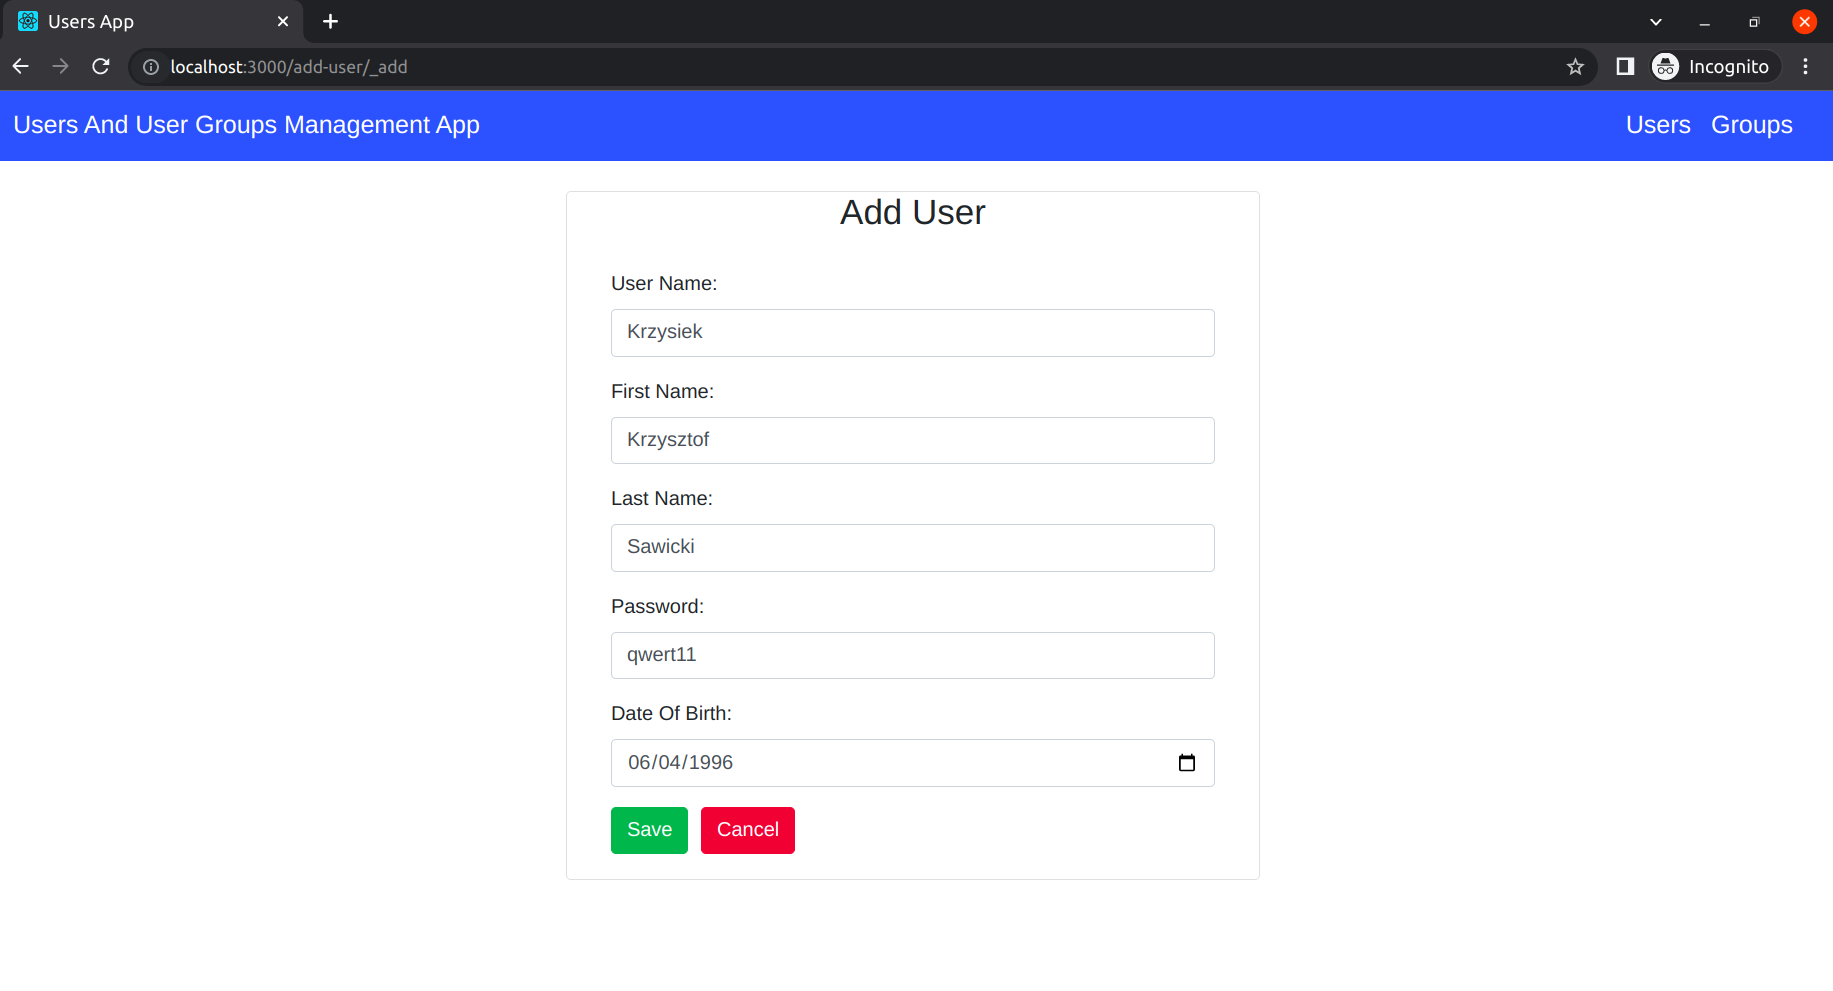 Users App
localhost:3000/add-user/_add
Incognito
Users And User Groups Management App
Users Groups
Add User
User Name:
Krzysiek
First Name:
Krzysztof
Last Name:
Sawicki
Password:
qwert11
Date Of Birth:
06/04/1996
Save Cancel